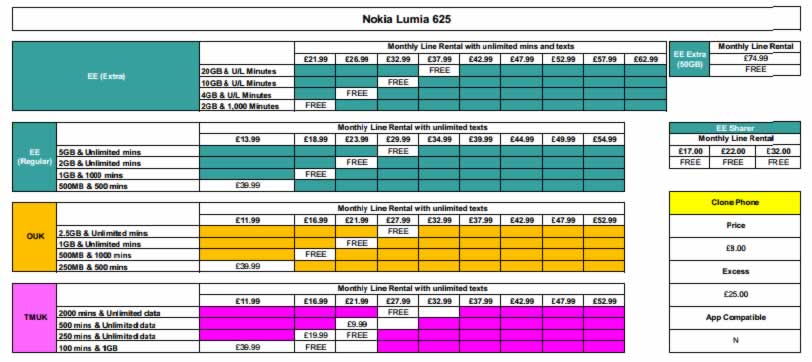 Nokia Lumia 625
EE (Extra)
Monthly Line Rental with unlimited mins and texts
£21.99 £26.99 £32.99 £37.99 £42.99 £47.99 £52.99 £57.99 £62.99
20GB & U/L Minutes FREE
10GB & U/L Minutes FREE
4GB & U/L Minutes FREE
2GB & 1,000 Minutes FREE
EE Extra (50GB)
Monthly Line Rental
£74.99
FREE
EE (Regular)
Monthly Line Rental with unlimited texts
£13.99 £18.99 £23.99 £29.99 £34.99 £39.99 £44.99 £49.99 £54.99
5GB & Unlimited mins FREE
2GB & Unlimited mins FREE
1GB & 1000 mins FREE
500MB & 500 mins £39.99
EE Sharer
Monthly Line Rental
£17.00 £22.00 £32.00
FREE FREE FREE
OUK
Monthly Line Rental with unlimited texts
£11.99 £16.99 £21.99 £27.99 £32.99 £37.99 £42.99 £47.99 £52.99
2.5GB & Unlimited mins FREE
1GB & Unlimited mins FREE
500MB & 1000 mins FREE
250MB & 500 mins £39.99
TMUK
Monthly Line Rental with unlimited texts
£11.99 £16.99 £21.99 £27.99 £32.99 £37.99 £42.99 £47.99 £52.99
2000 mins & Unlimited data FREE
500 mins & Unlimited data £9.99
250 mins & Unlimited data £19.99 FREE
100 mins & 1GB £39.99 FREE
Clone Phone
Price
£9.00
Excess
£25.00
App Compatible
N